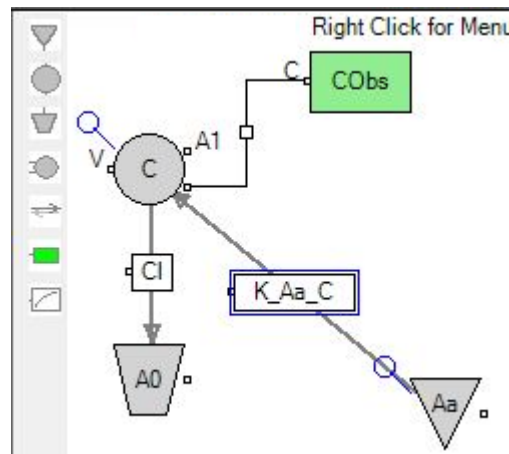 Right Click for Menu
C
CObs
A1
V
C
Cl
K_Aa_C
A0
Aa